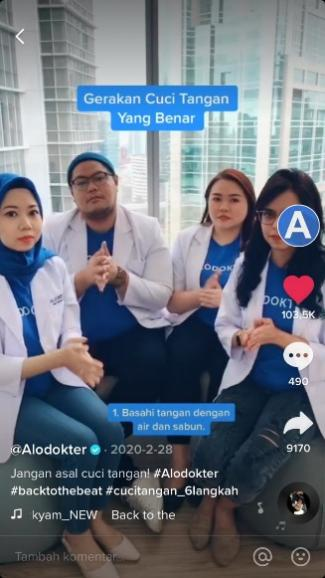 Gerakan Cuci Tangan
Yang Benar
A
103.5K
490
1. Basahi tangan dengan
air dan sabun.
9170
@Alodokter · 2020-2-28
Jangan asal cuci tangan! #Alodokter
#backtothebeat #cucitangan_6langkah
kyam_NEW Back to the
Tambah komentar...